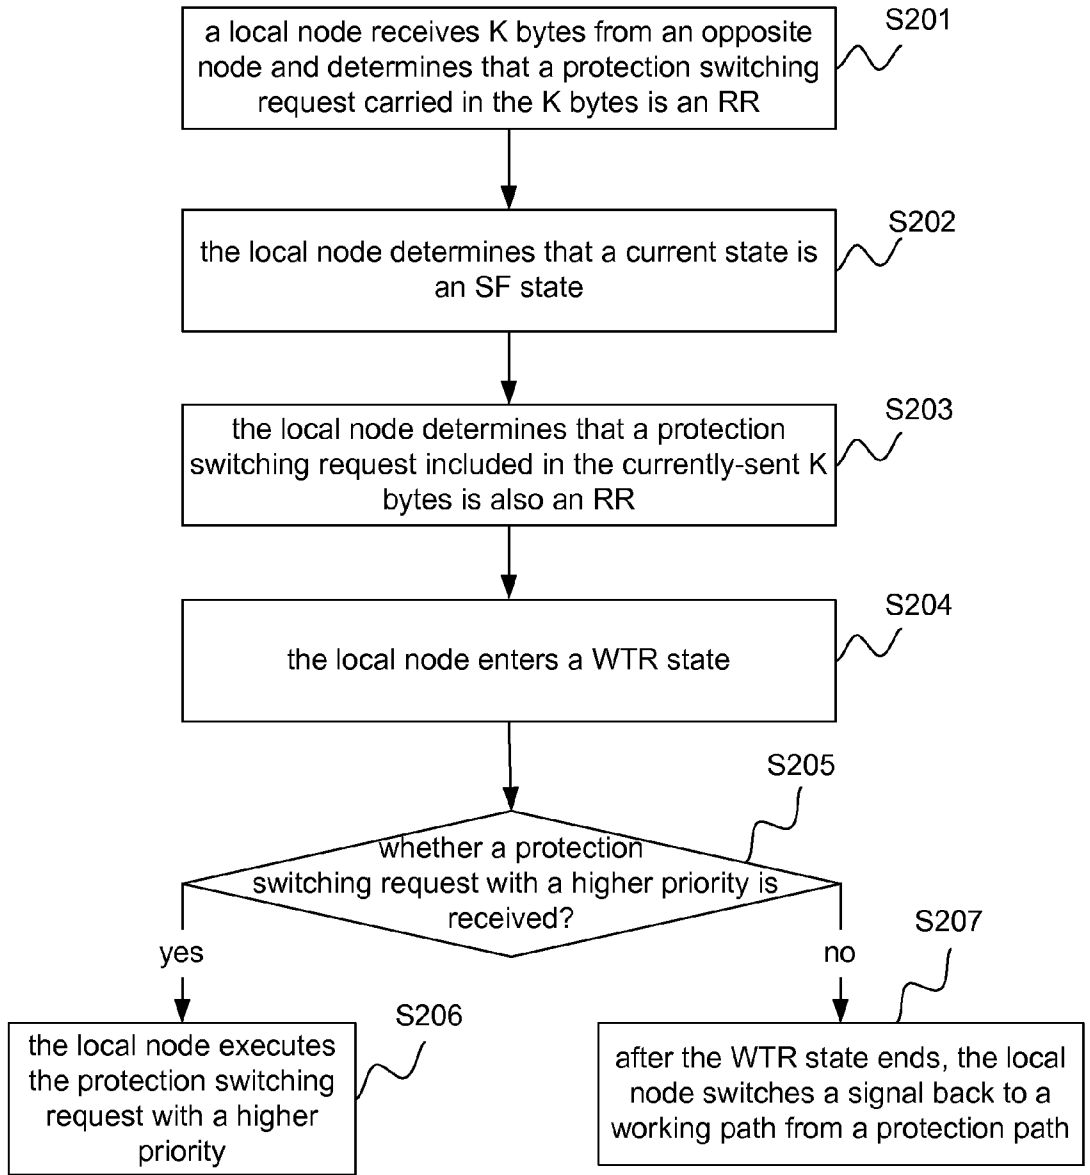 S201
a local node receives K bytes from an opposite
node and determines that a protection switching
request carried in the K bytes is an RR
S202
the local node determines that a current state is
an SF state
S203
the local node determines that a protection
switching request included in the currently-sent K
bytes is also an RR
S204
the local node enters a WTR state
S205
whether a protection
switching request with a higher priority is
received?
yes
no
S206
the local node executes
the protection switching
request with a higher
priority
S207
after the WTR state ends, the local
node switches a signal back to a
working path from a protection path